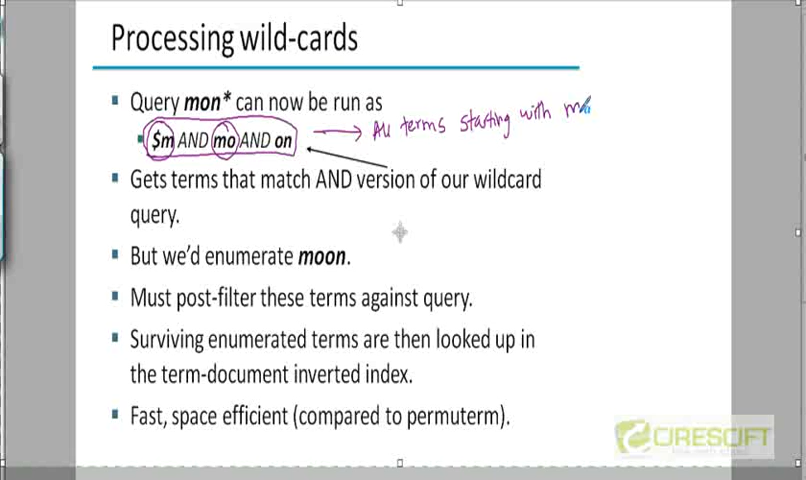 Processing wild-cards
Query mon* can now be run as
$m AND mo AND on
All terms starting with
Gets terms that match AND version of our wildcard
query.
But we'd enumerate moon.
Must post-filter these terms against query.
Surviving enumerated terms are then looked up in
the term-document inverted index.
Fast, space efficient (compared to permuterm).